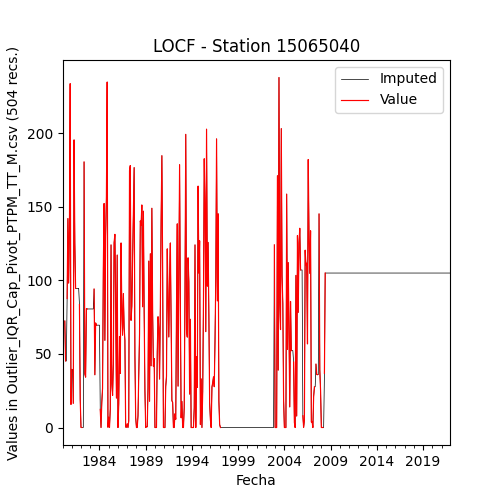 LOCF - Station 15065040
Imputed
Value
Values in Outlier_IQR_Cap_Pivot_PTPM_TT_M.csv (504 recs.)
200
150
100
50
0
1984 1989 1994 1999 2004 2009 2014 2019
Fecha